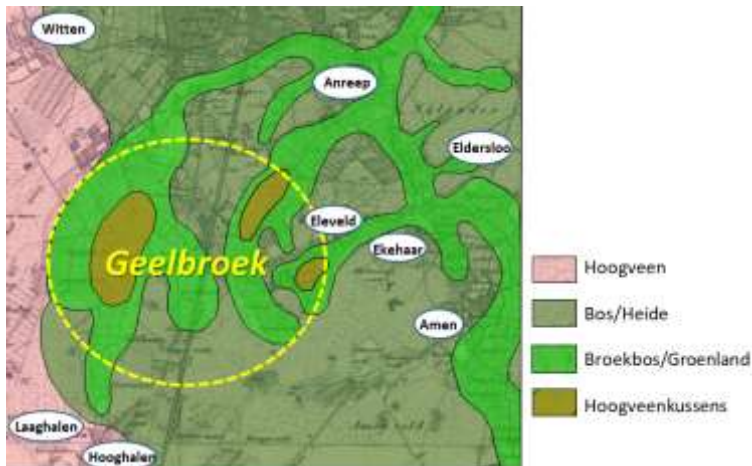 Witten
Anreep
Eldersloo
Eleveld
Geelbroek
Ekehaar
Amen
Laaghalen
Hooghalen
Hoogveen
Bos/Heide
Broekbos/Groenland
Hoogveenkussens